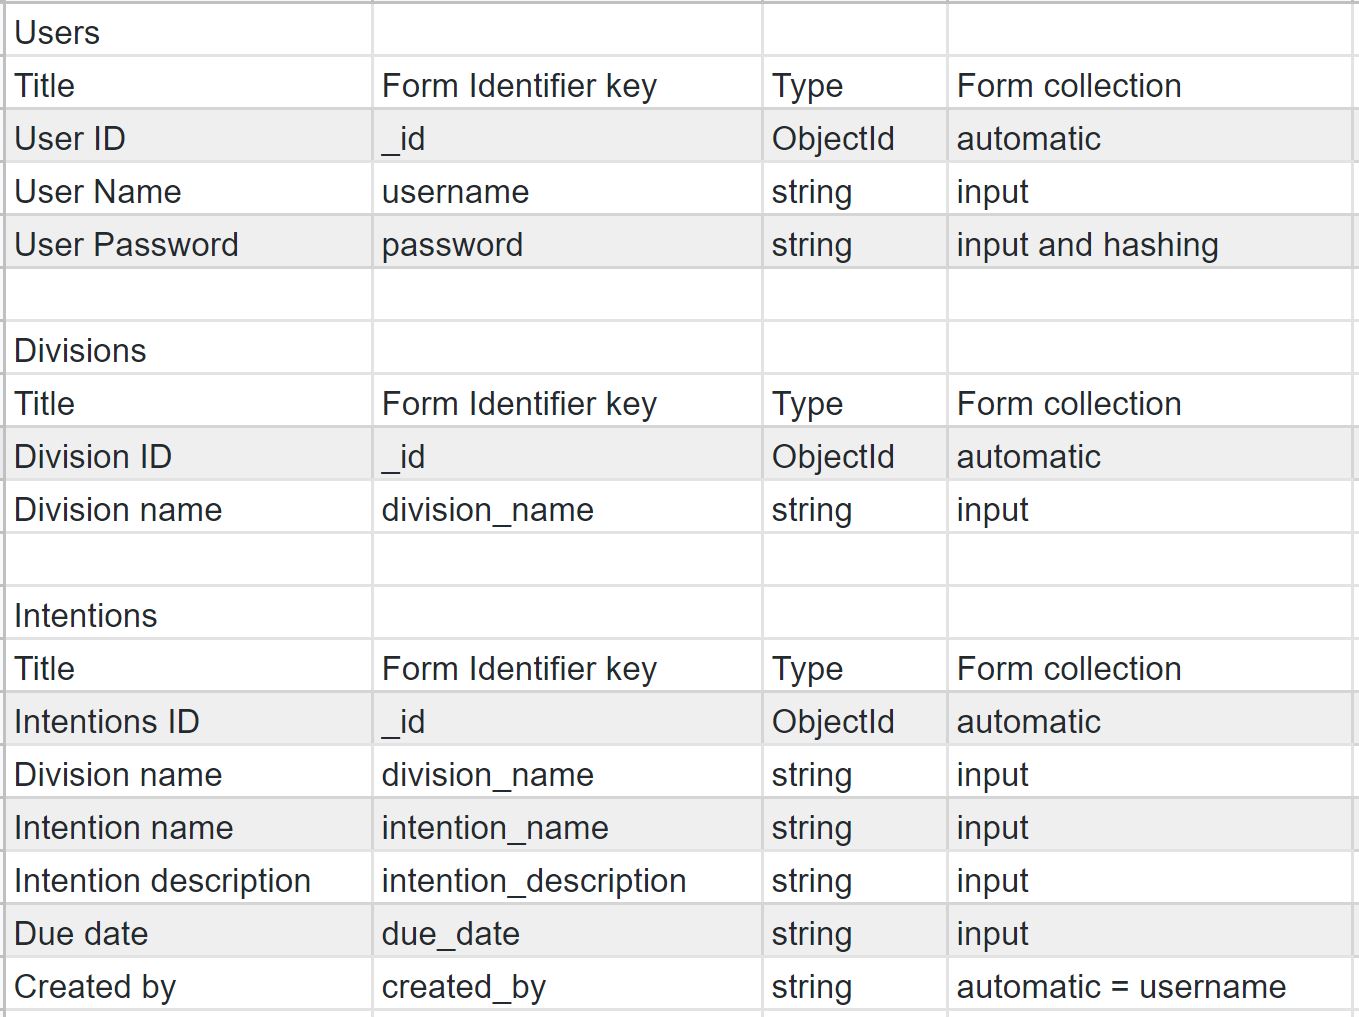 Users
Title Form Identifier key Type Form collection
User ID _id ObjectId automatic
User Name username string input
User Password password string input and hashing
Divisions
Title Form Identifier key Type Form collection
Division ID _id ObjectId automatic
Division name division_name string input
Intentions
Title Form Identifier key Type Form collection
Intentions ID _id ObjectId automatic
Division name division_name string input
Intention name intention_name string input
Intention description intention_description string input
Due date due_date string input
Created by created_by string automatic = username